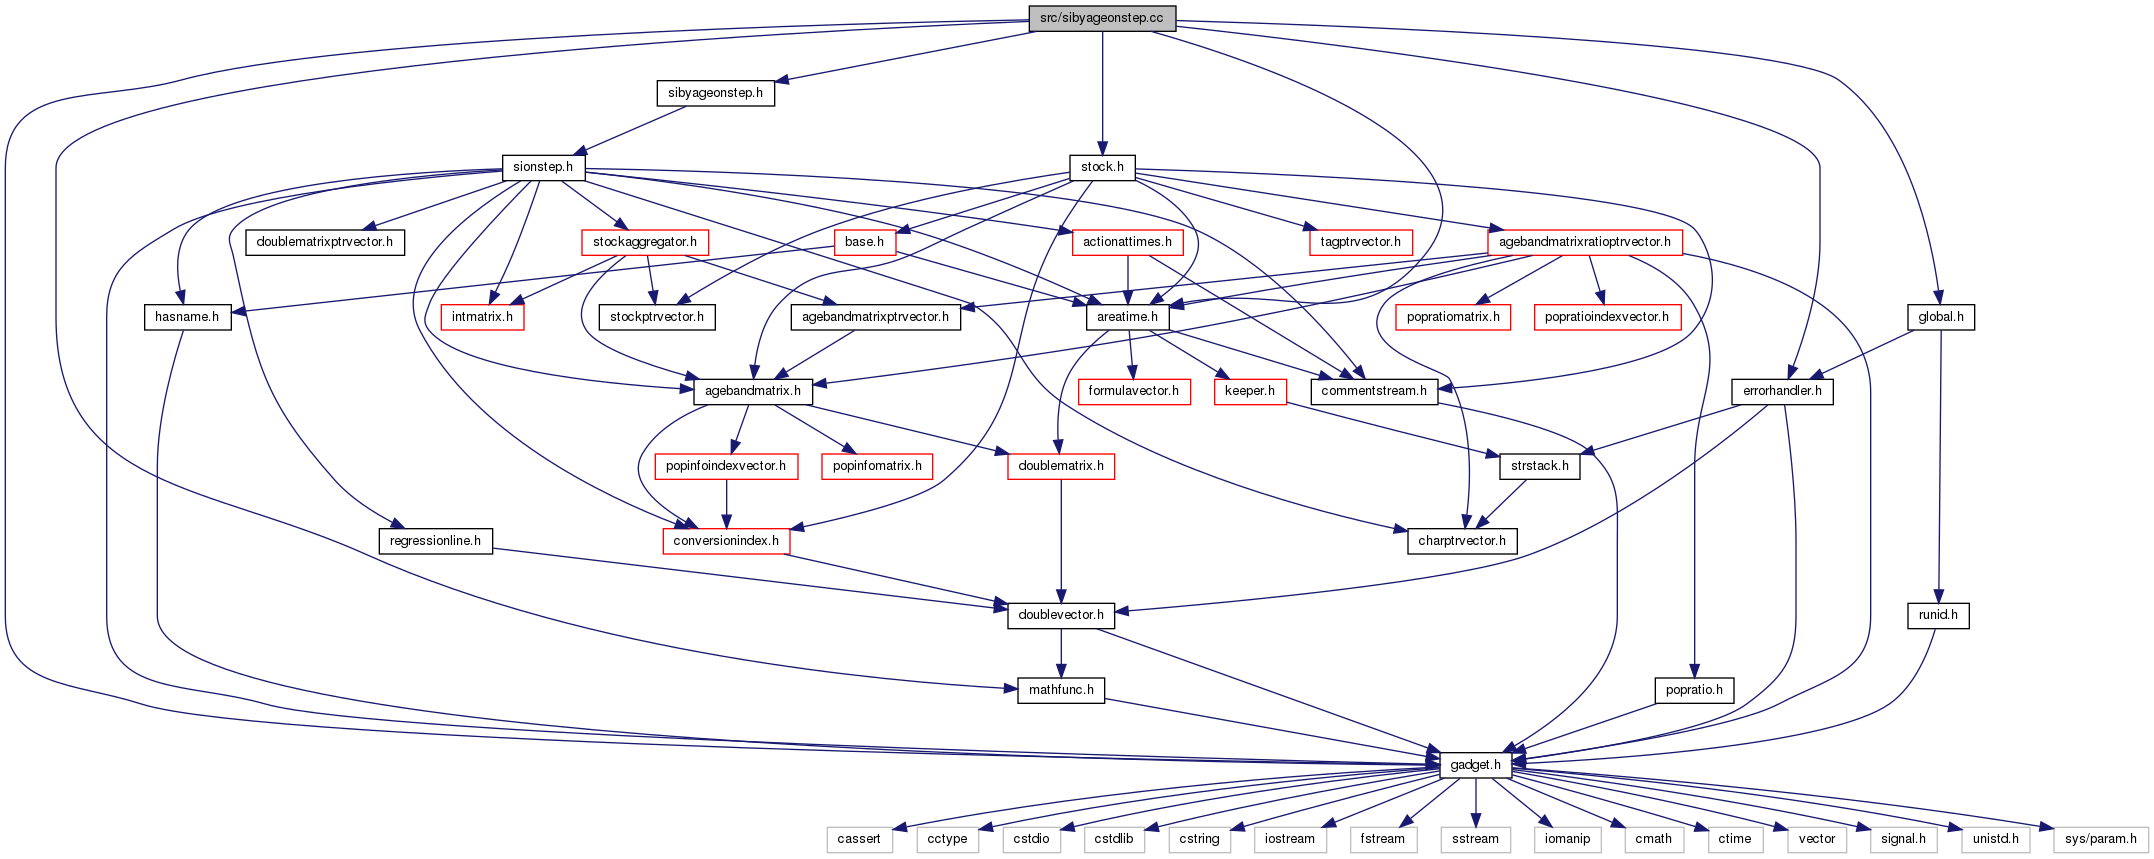 src/sibyageonstep.cc
sibyageonstep.h
sionstep.h
stock.h
doublematrixptrvector.h
stockaggregator.h
base.h
actionattimes.h
tagptrvector.h
agebandmatrixratioptrvector.h
hasname.h
intmatrix.h
stockptrvector.h
agebandmatrixptrvector.h
areatime.h
popratiomatrix.h
popratioindexvector.h
global.h
agebandmatrix.h
formulavector.h
keeper.h
commentstream.h
errorhandler.h
popinfoindexvector.h
popinfomatrix.h
doublematrix.h
strstack.h
regressionline.h
conversionindex.h
charptrvector.h
doublevector.h
runid.h
mathfunc.h
popratio.h
gadget.h
cassert
cctype
cstdio
cstdlib
cstring
iostream
fstream
sstream
iomanip
cmath
ctime
vector
signal.h
unistd.h
sys/param.h